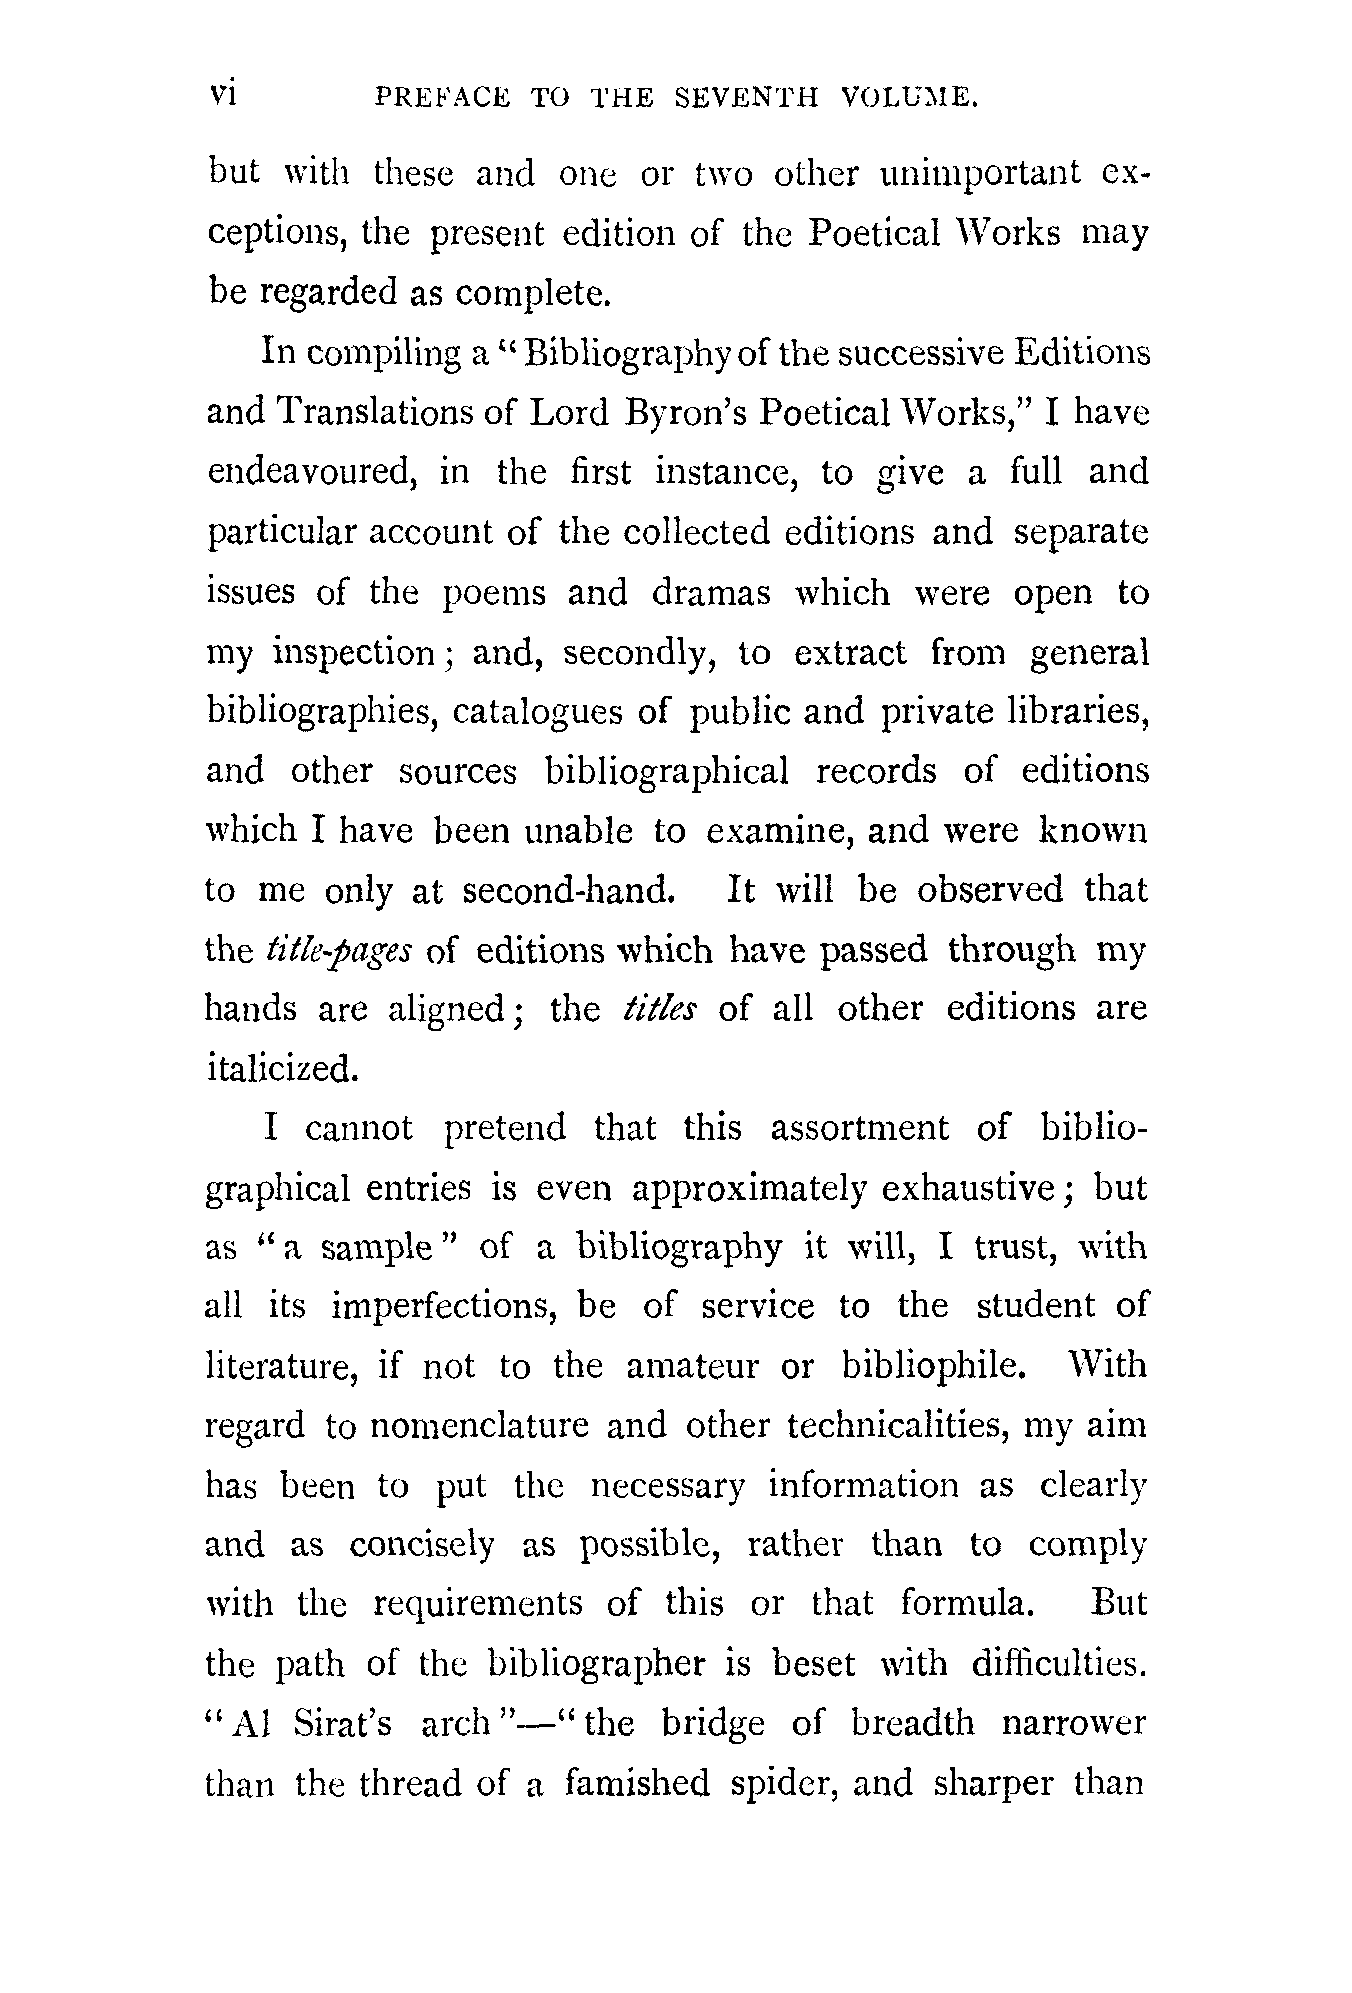 vi PREFACE TO THE SEVENTH VOLUME.
but with these and one or two other unimportant ex-
ceptions, the present edition of the Poetical Works may
be regarded as complete.
In compiling a “Bibliography of the successive Editions
and Translations of Lord Byron’s Poetical Works,” I have
endeavoured, in the first instance, to give a full and
particular account of the collected editions and separate
issues of the poems and dramas which were open to
my inspection; and, secondly, to extract from general
bibliographies, catalogues of public and private libraries,
and other sources bibliographical records of editions
which I have been unable to examine, and were known
to me only at second-hand. It will be observed that
the title-pages of editions which have passed through my
hands are aligned; the titles of all other editions are
italicized.
I cannot pretend that this assortment of biblio-
graphical entries is even approximately exhaustive; but
as “a sample” of a bibliography it will, I trust, with
all its imperfections, be of service to the student of
literature, if not to the amateur or bibliophile. With
regard to nomenclature and other technicalities, my aim
has been to put the necessary information as clearly
and as concisely as possible, rather than to comply
with the requirements of this or that formula. But
the path of the bibliographer is beset with difficulties.
“Al Sirat’s arch”—“the bridge of breadth narrower
than the thread of a famished spider, and sharper than